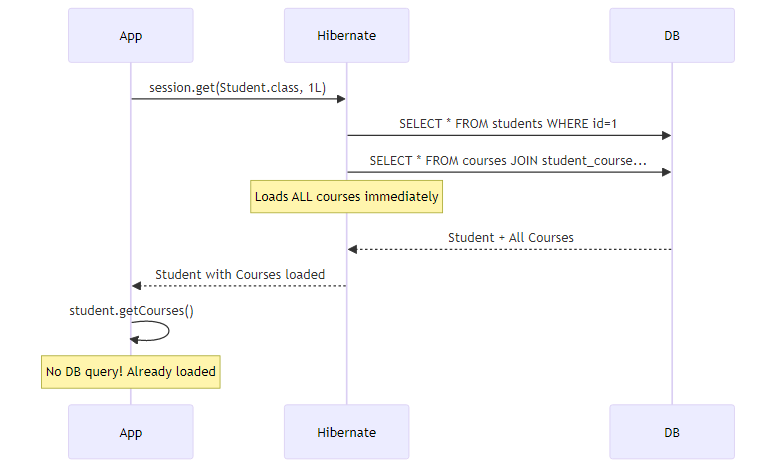 App
Hibernate
DB
session.get(Student.class, 1L)
SELECT * FROM students WHERE id=1
SELECT * FROM courses JOIN student_course...
Loads ALL courses immediately
Student + All Courses
Student with Courses loaded
student.getCourses()
No DB query! Already loaded
App
Hibernate
DB